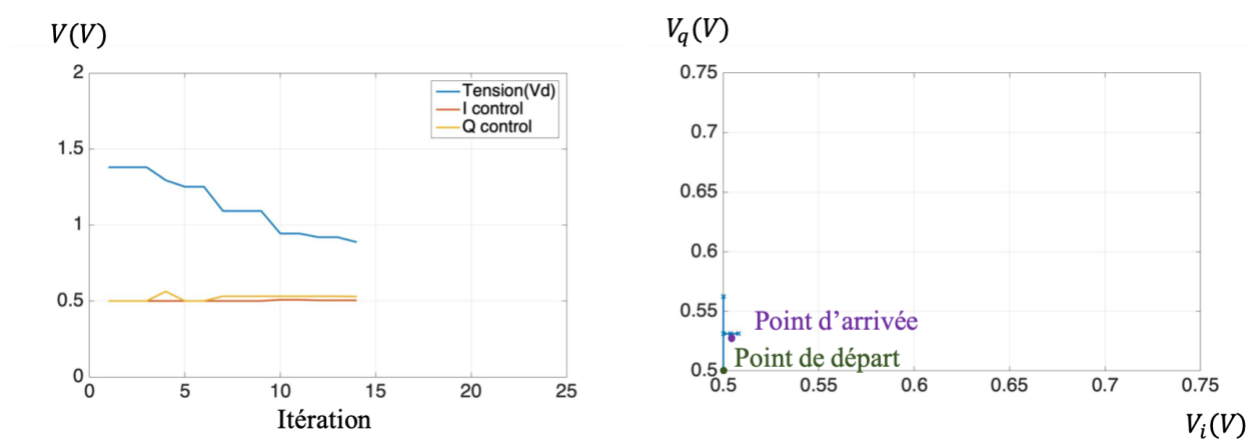 V(V)
2
1.5
1
0.5
0
0
5
10
15
20
25
Tension(Vd)
I control
Q control
Itération
V_q(V)
0.75
0.7
0.65
0.6
0.55
0.5
0.5
0.55
0.6
0.65
0.7
0.75
Point d’arrivée
Point de départ
V_i(V)